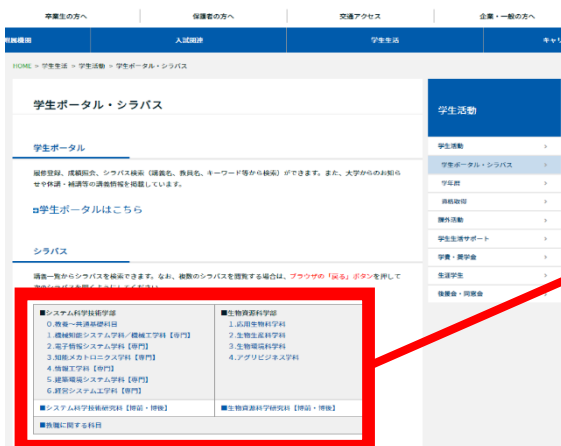 卒業生の方へ　保護者の方へ　交通アクセス　企業・一般の方へ
入試関連　学生生活
HOME > 学生生活 > 学生活動 > 学生ポータル・シラバス
学生ポータル・シラバス
学生ポータル
履修登録、成績照会、シラバス検索（講義名、教員名、キーワード等から検索）ができます。また、大学からのお知ら
せや休講・補講等の講義情報を掲載しています。
学生ポータルはこちら
シラバス
講義一覧からシラバスを検索できます。なお、複数のシラバスを閲覧する場合は、ブラウザの「戻る」ボタンを押して
■システム科学技術学部
0.教養～共通基礎科目
1.機械知能システム学科／機械工学科【専門】
2.電子情報システム学科【専門】
3.知能メカトロニクス学科【専門】
4.情報工学科【専門】
5.建築環境システム学科【専門】
6.経営システム工学科【専門】
■生物資源科学部
1.応用生物科学科
2.生物生産科学科
3.生物環境科学科
4.アグリビジネス学科
■システム科学技術研究科【博前・博後】
■生物資源科学研究科【博前・博後】
■教職に関する科目
学生活動
学生活動
学生ポータル・シラバス
学年暦
資格取得
課外活動
学生生活サポート
学費・奨学金
生涯学生
後援会・同窓会